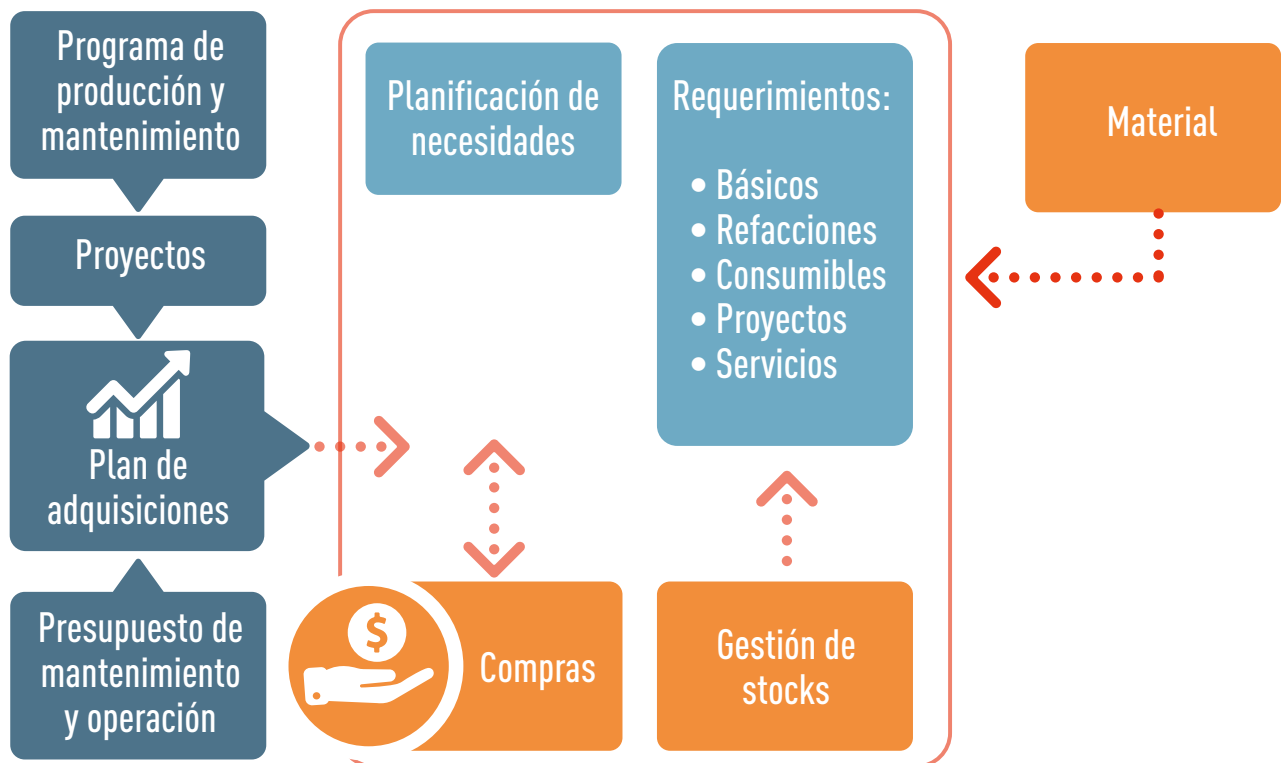 Programa de
producción y
mantenimiento
Proyectos
Plan de
adquisiciones
Presupuesto de
mantenimiento
y operación
Planificación de
necesidades
Requerimientos:
• Básicos
• Refacciones
• Consumibles
• Proyectos
• Servicios
$
Compras
Gestión de
stocks
Material